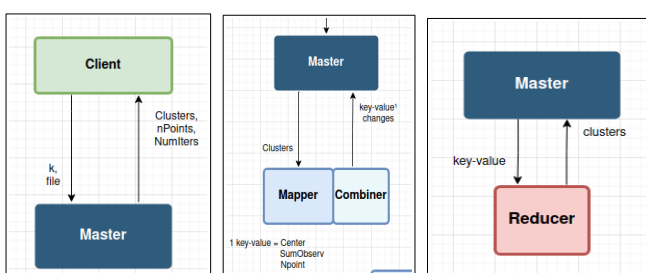 Client
Clusters,
nPoints,
NumIters
k,
file
Master
Master
key-value¹
changes
Clusters
Mapper
Combiner
1 key-value = Center
SumObserv
Npoint
Master
key-value
clusters
Reducer